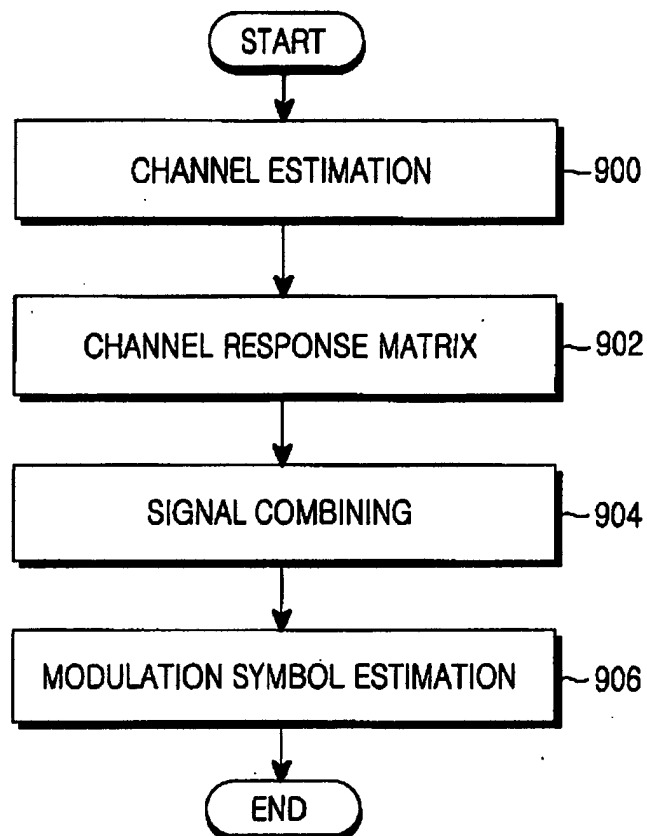 START
CHANNEL ESTIMATION
900
CHANNEL RESPONSE MATRIX
902
SIGNAL COMBINING
904
MODULATION SYMBOL ESTIMATION
906
END